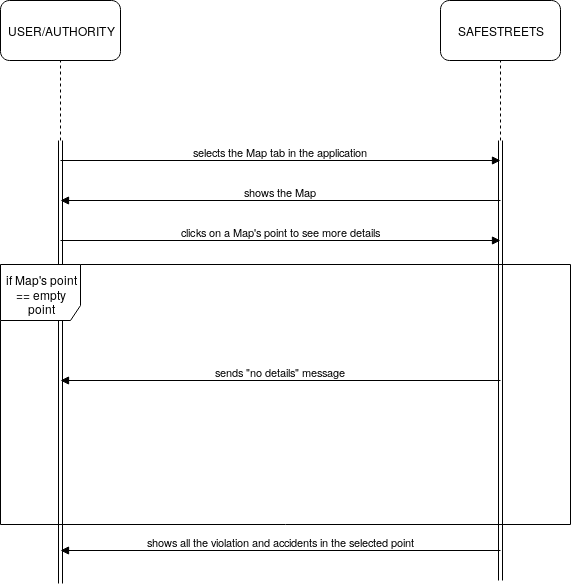 USER/AUTHORITY
SAFESTREETS
selects the Map tab in the application
shows the Map
clicks on a Map's point to see more details
if Map's point
== empty
point
sends "no details" message
shows all the violation and accidents in the selected point